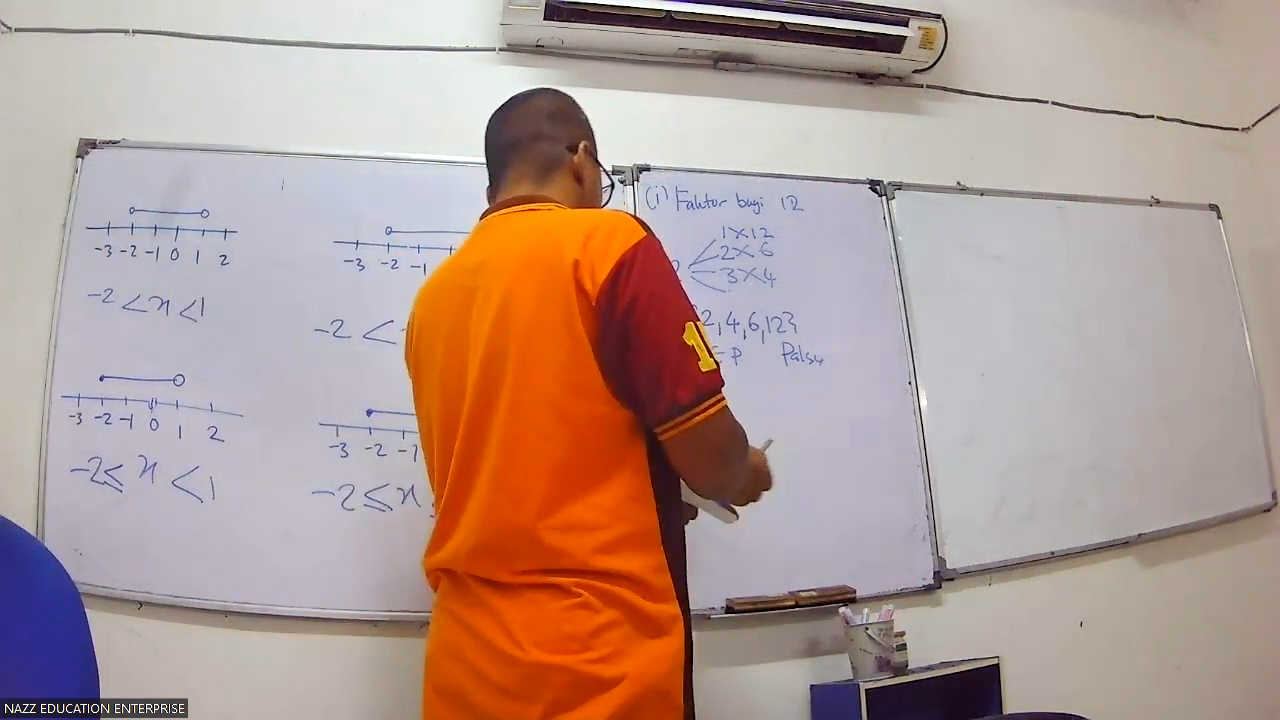 -3 -2 -1 0 1 2
-2 < x < 1
-3 -2 -1 0 1 2
-2 ≤ x < 1
-3 -2 -1
-2 <
-3 -2 -1
-2 ≤ x
(i) Faktor bagi 12
1×12
2×6
3×4
2,4,6,12}
∈ P Palsu
1
NAZZ EDUCATION ENTERPRISE